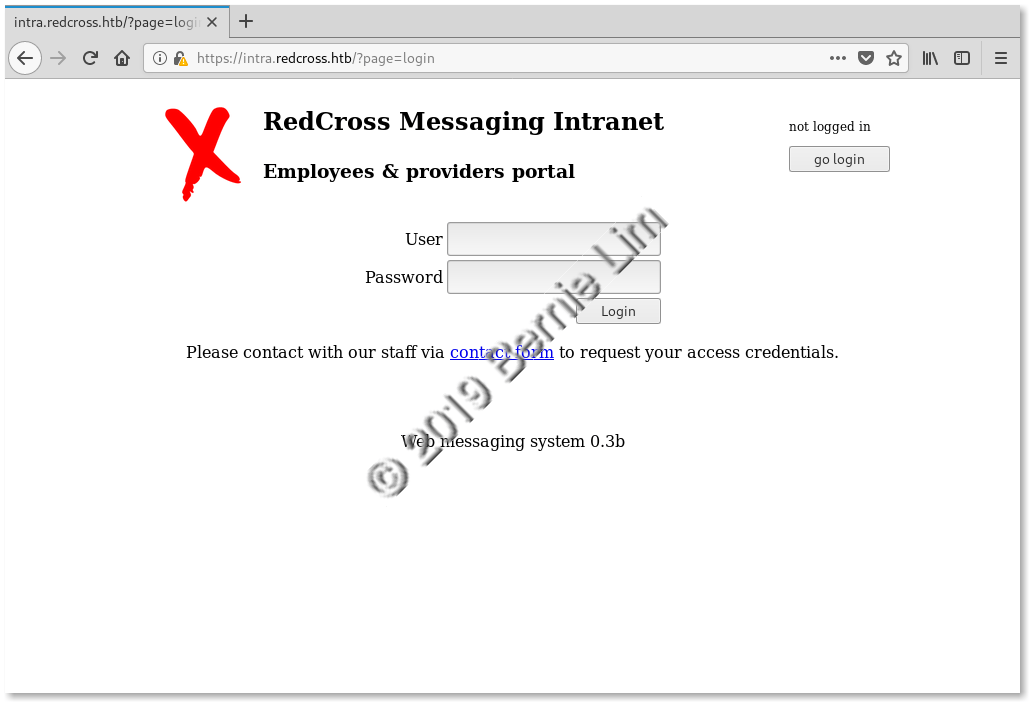 intra.redcross.htb/?page=logi
https://intra.redcross.htb/?page=login
RedCross Messaging Intranet
not logged in
go login
Employees & providers portal
User
Password
Login
Please contact with our staff via contact form to request your access credentials.
Web messaging system 0.3b
© 2019 Bernie Lim